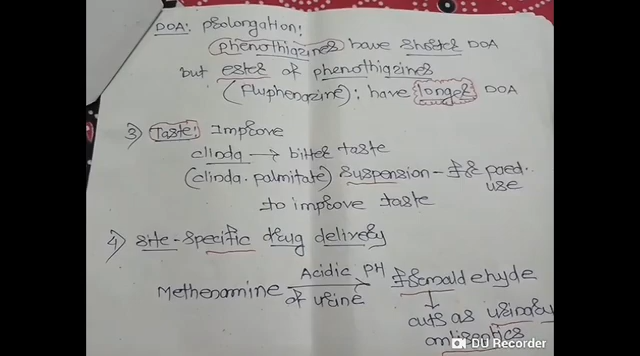 DOA: prolongation:
phenothiazines have shorter DOA
but ester of phenothiazines
(Fluphenazine): have longer DOA
3) Taste: Improve
clinda → bitter taste
(clinda. palmitate) suspension - for paed. use
to improve taste
4) Site-specific drug delivery
Methenamine Acidic pH of urine → Formaldehyde
↓
acts as urinary
antiseptics
DU Recorder